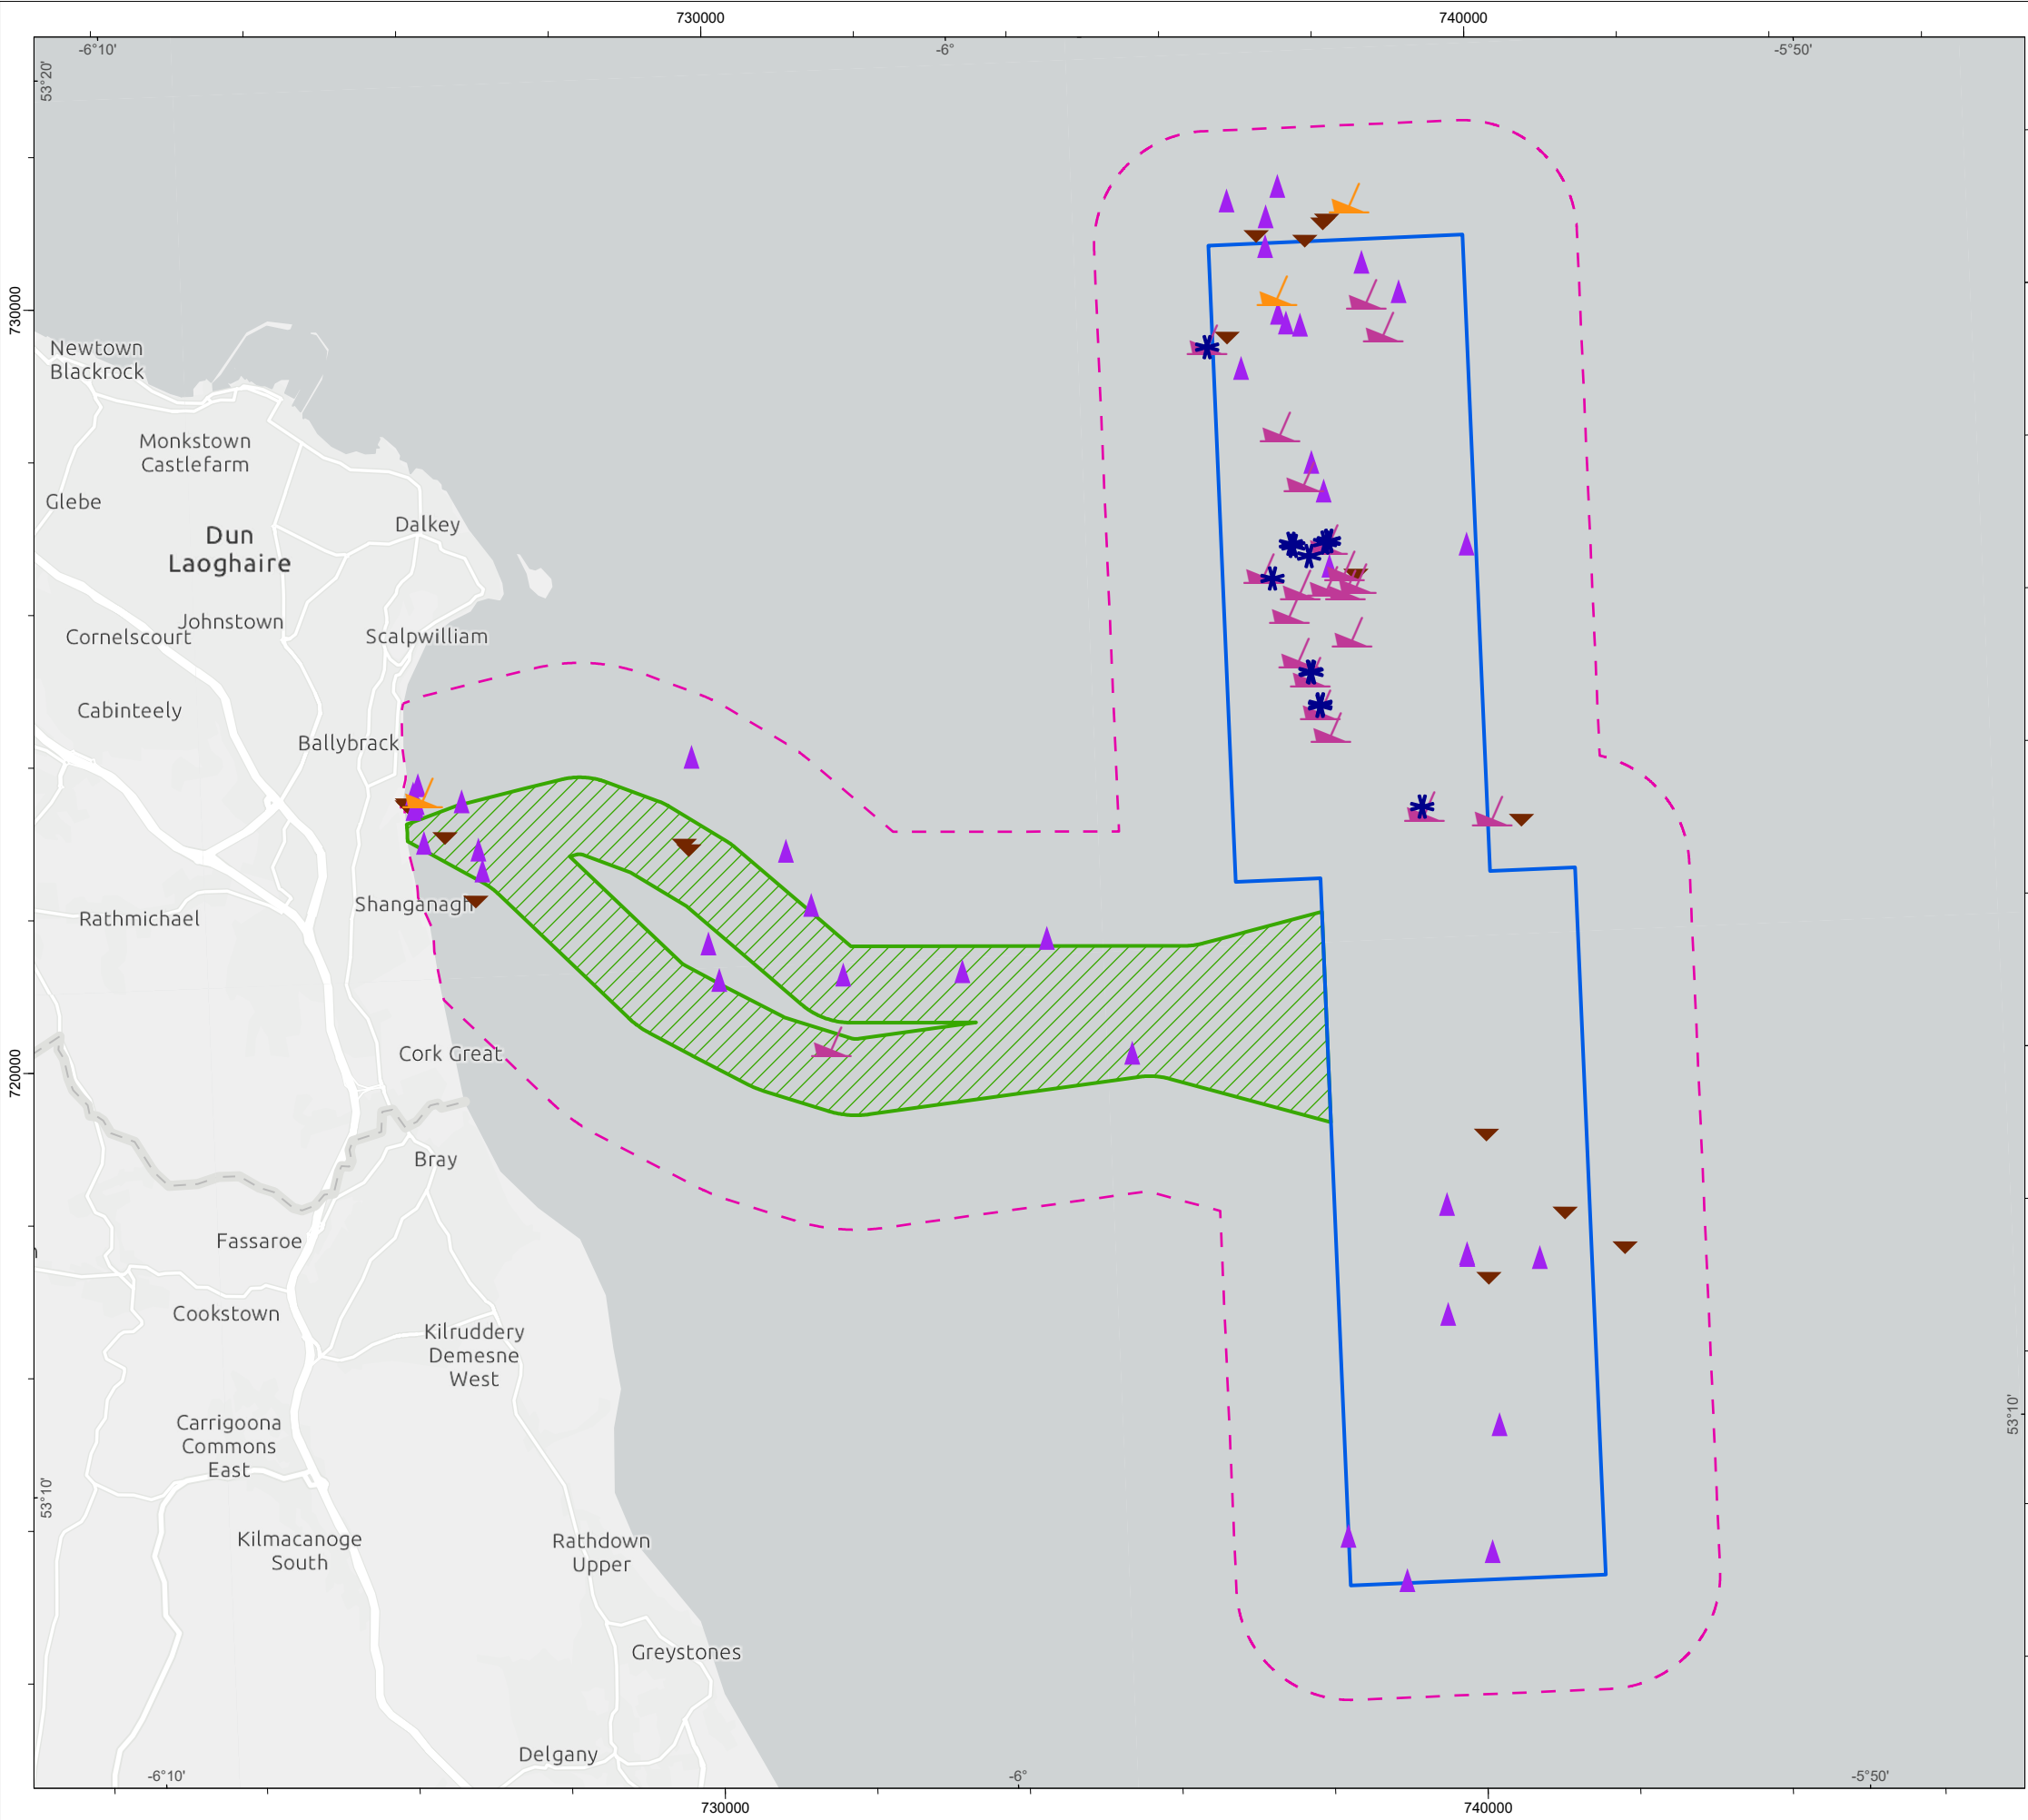 730000
740000
-6°10'
-6°
-5°50'
53°20'
730000
Newtown
Blackrock
Monkstown
Castlefarm
Glebe
Dalkey
Dun
Laoghaire
Johnstown
Cornelscourt
Scalpwilliam
Cabinteely
Ballybrack
Shanganagh
Rathmichael
Cork Great
720000
Bray
Fassaroe
Cookstown
Kilruddery
Demesne
West
Carrigoona
Commons
East
53°10'
53°10'
Kilmacanoge
South
Rathdown
Upper
Greystones
Delgany
-6°10'
-6°
-5°50'
730000
740000